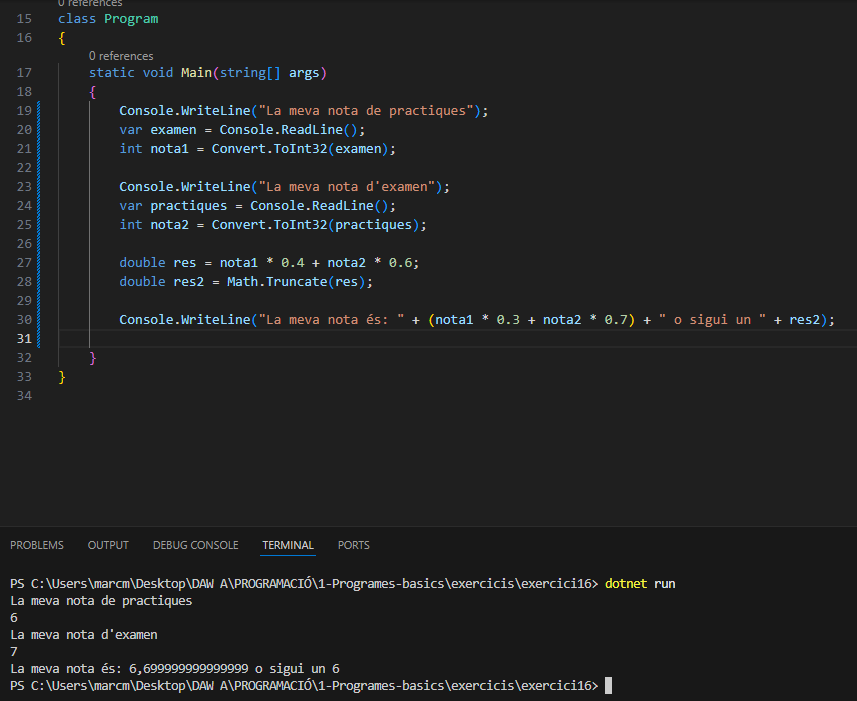 0 references
15 class Program
16 {
0 references
17 static void Main(string[] args)
18 {
19 Console.WriteLine("La meva nota de practiques");
20 var examen = Console.ReadLine();
21 int nota1 = Convert.ToInt32(examen);
22
23 Console.WriteLine("La meva nota d'examen");
24 var practiques = Console.ReadLine();
25 int nota2 = Convert.ToInt32(practiques);
26
27 double res = nota1 * 0.4 + nota2 * 0.6;
28 double res2 = Math.Truncate(res);
29
30 Console.WriteLine("La meva nota és: " + (nota1 * 0.3 + nota2 * 0.7) + " o sigui un " + res2);
31
32 }
33 }
34
PROBLEMS OUTPUT DEBUG CONSOLE TERMINAL PORTS
PS C:\Users\marcm\Desktop\DAW A\PROGRAMACIÓ\1-Programes-basics\exercicis\exercici16> dotnet run
La meva nota de practiques
6
La meva nota d'examen
7
La meva nota és: 6,699999999999999 o sigui un 6
PS C:\Users\marcm\Desktop\DAW A\PROGRAMACIÓ\1-Programes-basics\exercicis\exercici16>